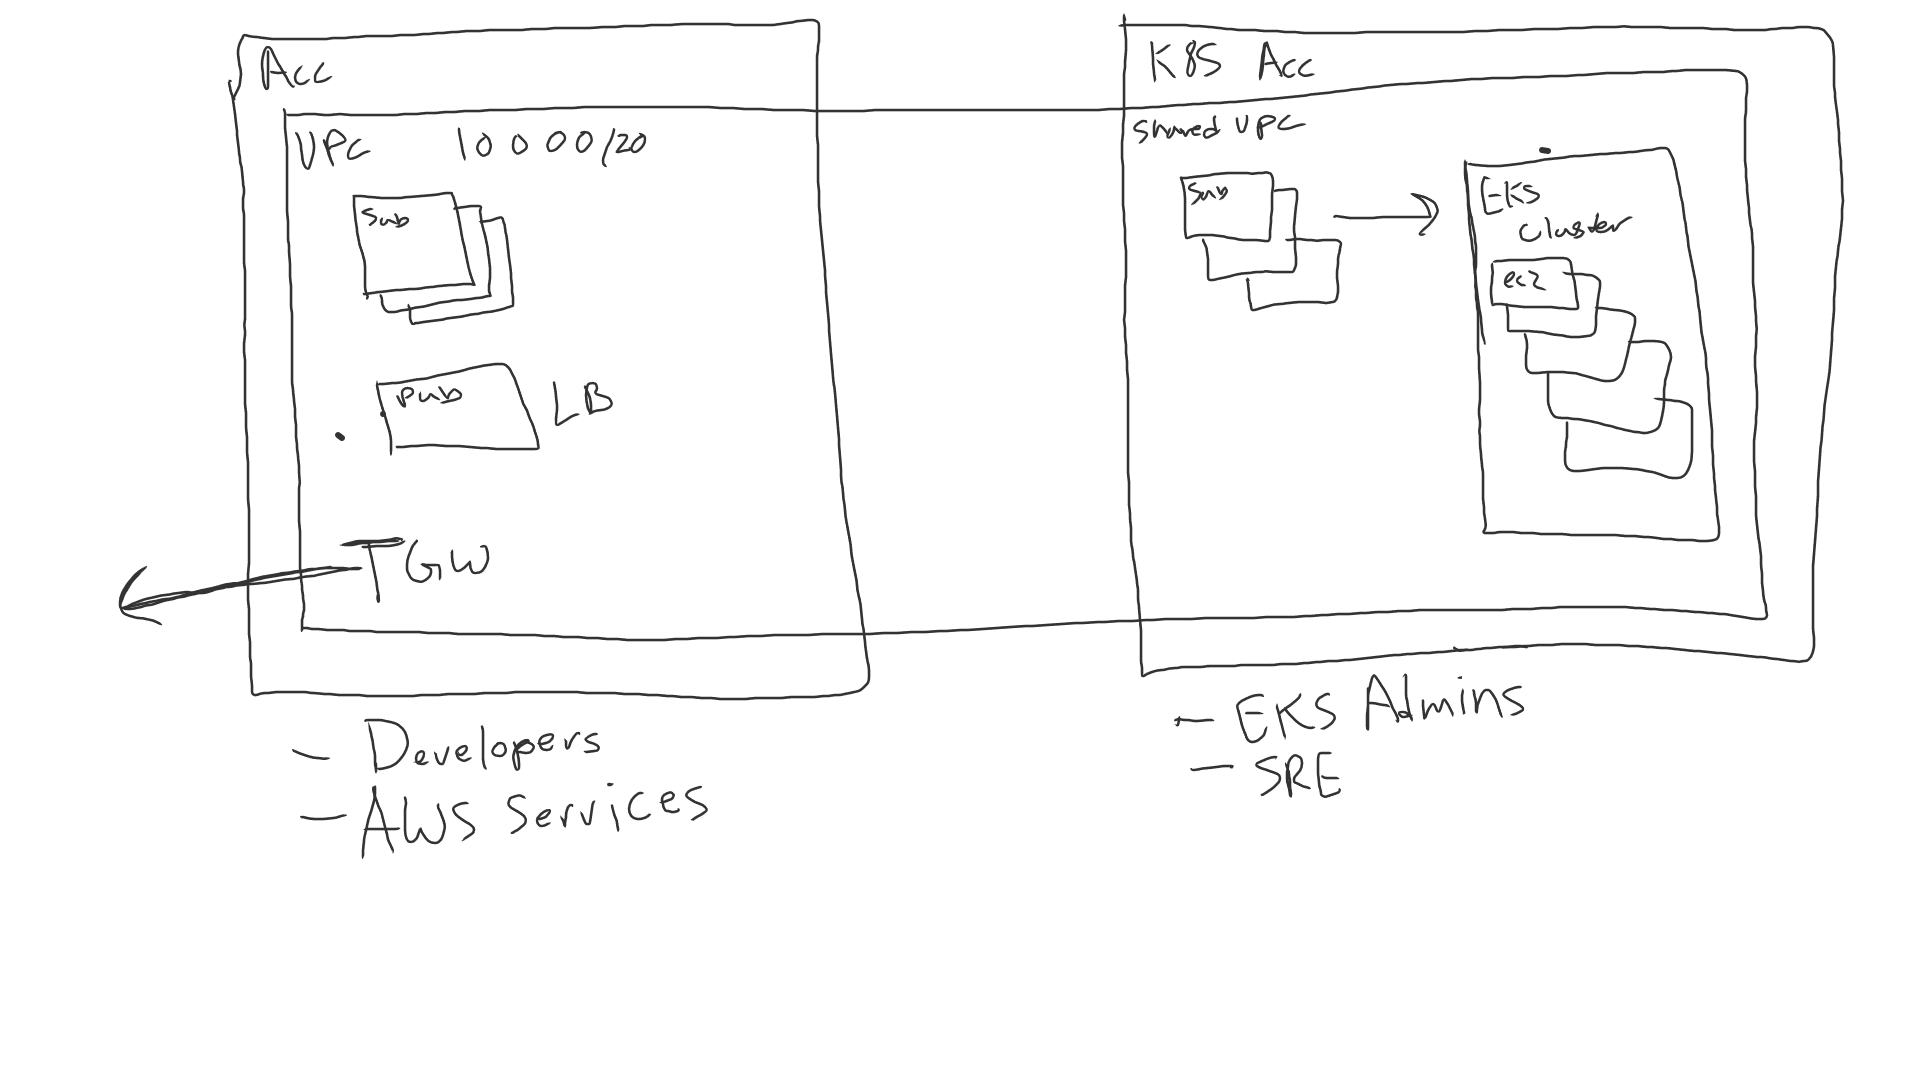 Acc
VPC 10 0 0 0/20
Sub
Pub
LB
TGW
- Developers
- AWS Services
K8S Acc
Shared VPC
Sub
EKS
Cluster
ec2
- EKS Admins
- SRE